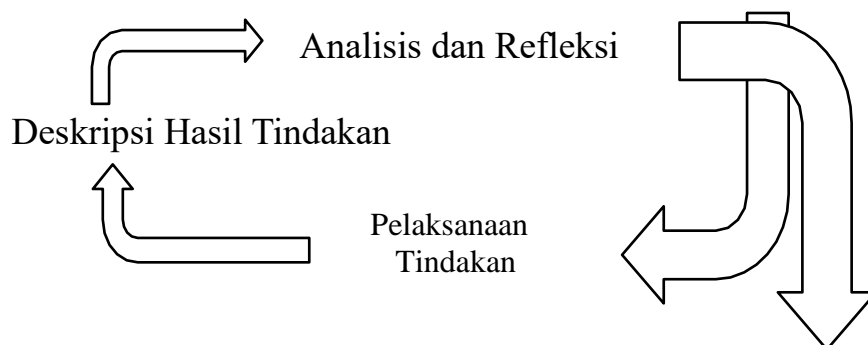 Analisis dan Refleksi
Deskripsi Hasil Tindakan
Pelaksanaan
Tindakan